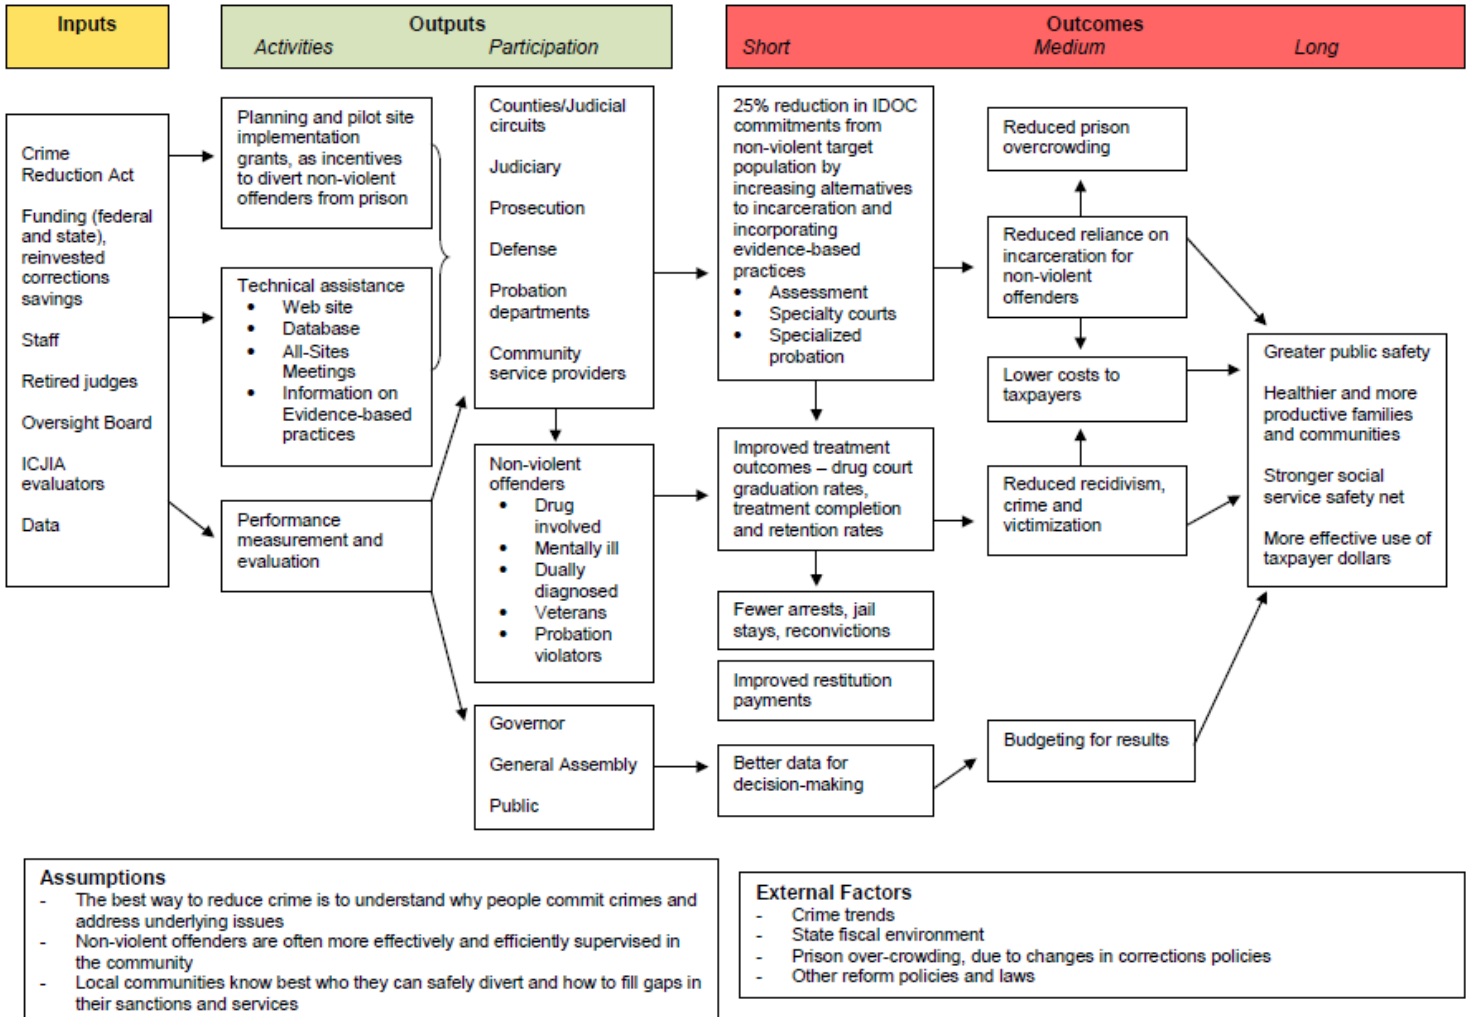 Inputs
Outputs
Activities
Participation
Outcomes
Short
Medium
Long
Crime
Reduction Act
Funding (federal
and state),
reinvested
corrections
savings
Staff
Retired judges
Oversight Board
ICJIA
evaluators
Data
Planning and pilot site
implementation
grants, as incentives
to divert non-violent
offenders from prison
Technical assistance
• Web site
• Database
• All-Sites
Meetings
• Information on
Evidence-based
practices
Performance
measurement and
evaluation
Counties/Judicial
circuits
Judiciary
Prosecution
Defense
Probation
departments
Community
service providers
Non-violent
offenders
• Drug
involved
• Mentally ill
• Dually
diagnosed
• Veterans
• Probation
violators
Governor
General Assembly
Public
25% reduction in IDOC
commitments from
non-violent target
population by
increasing alternatives
to incarceration and
incorporating
evidence-based
practices
• Assessment
• Specialty courts
• Specialized
probation
Improved treatment
outcomes – drug court
graduation rates,
treatment completion
and retention rates
Fewer arrests, jail
stays, reconvictions
Improved restitution
payments
Better data for
decision-making
Reduced prison
overcrowding
Reduced reliance on
incarceration for
non-violent
offenders
Lower costs to
taxpayers
Reduced recidivism,
crime and
victimization
Budgeting for results
Greater public safety
Healthier and more
productive families
and communities
Stronger social
service safety net
More effective use of
taxpayer dollars
Assumptions
- The best way to reduce crime is to understand why people commit crimes and
address underlying issues
- Non-violent offenders are often more effectively and efficiently supervised in
the community
- Local communities know best who they can safely divert and how to fill gaps in
their sanctions and services
External Factors
- Crime trends
- State fiscal environment
- Prison over-crowding, due to changes in corrections policies
- Other reform policies and laws